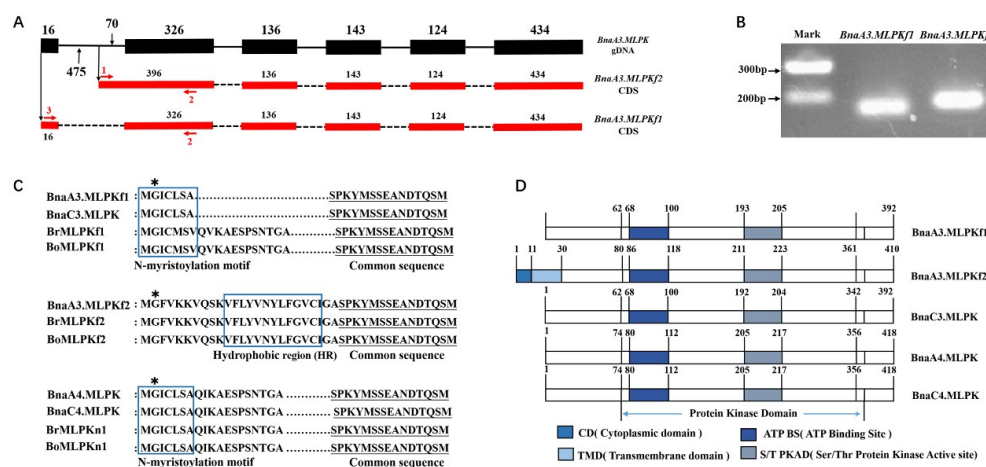 A
16
70
326
136
143
124
434
BnaA3.MLPK
gDNA
475
1
396
136
143
124
434
BnaA3.MLPKf2
CDS
2
3
326
136
143
124
434
BnaA3.MLPKf1
CDS
16
2
B
Mark BnaA3.MLPKf1 BnaA3.MLPKf
300bp
200bp
C
*
BnaA3.MLPKf1 : MGICLSA..............................SPKYMSSEANDTQSM
BnaC3.MLPK : MGICLSA..............................SPKYMSSEANDTQSM
BrMLPKf1 : MGICMSVQVKAESPSNTGA............SPKYMSSEANDTQSM
BoMLPKf1 : MGICMSVQVKAESPSNTGA............SPKYMSSEANDTQSM
N-myristoylation motif Common sequence
*
BnaA3.MLPKf2 : MGFVKKVQSKVFLYVNYLFGVCIGASPKYMSSEANDTQSM
BrMLPKf2 : MGFVKKVQSKVFLYVNYLFGVCIGASPKYMSSEANDTQSM
BoMLPKf2 : MGFVKKVQSKVFLYVNYLFGVCIGASPKYMSSEANDTQSM
Hydrophobic region (HR) Common sequence
*
BnaA4.MLPK : MGICLSAQIKAESPSNTGA ............SPKYMSSEANDTQSM
BnaC4.MLPK : MGICLSAQIKAESPSNTGA ............SPKYMSSEANDTQSM
BrMLPKn1 : MGICLSAQIKAESPSNTGA ............SPKYMSSEANDTQSM
BoMLPKn1 : MGICLSAQIKAESPSNTGA ............SPKYMSSEANDTQSM
N-myristoylation motif Common sequence
D
62 68 100 193 205 392
BnaA3.MLPKf1
1 11 30 80 86 118 211 223 361 410
BnaA3.MLPKf2
1 62 68 100 193 204 342 392
BnaC3.MLPK
1 74 80 112 205 217 356 418
BnaA4.MLPK
1 74 80 112 205 217 356 418
BnaC4.MLPK
Protein Kinase Domain
CD( Cytoplasmic domain ) ATP BS( ATP Binding Site )
TMD( Transmembrane domain ) S/T PKAD( Ser/Thr Protein Kinase Active site)